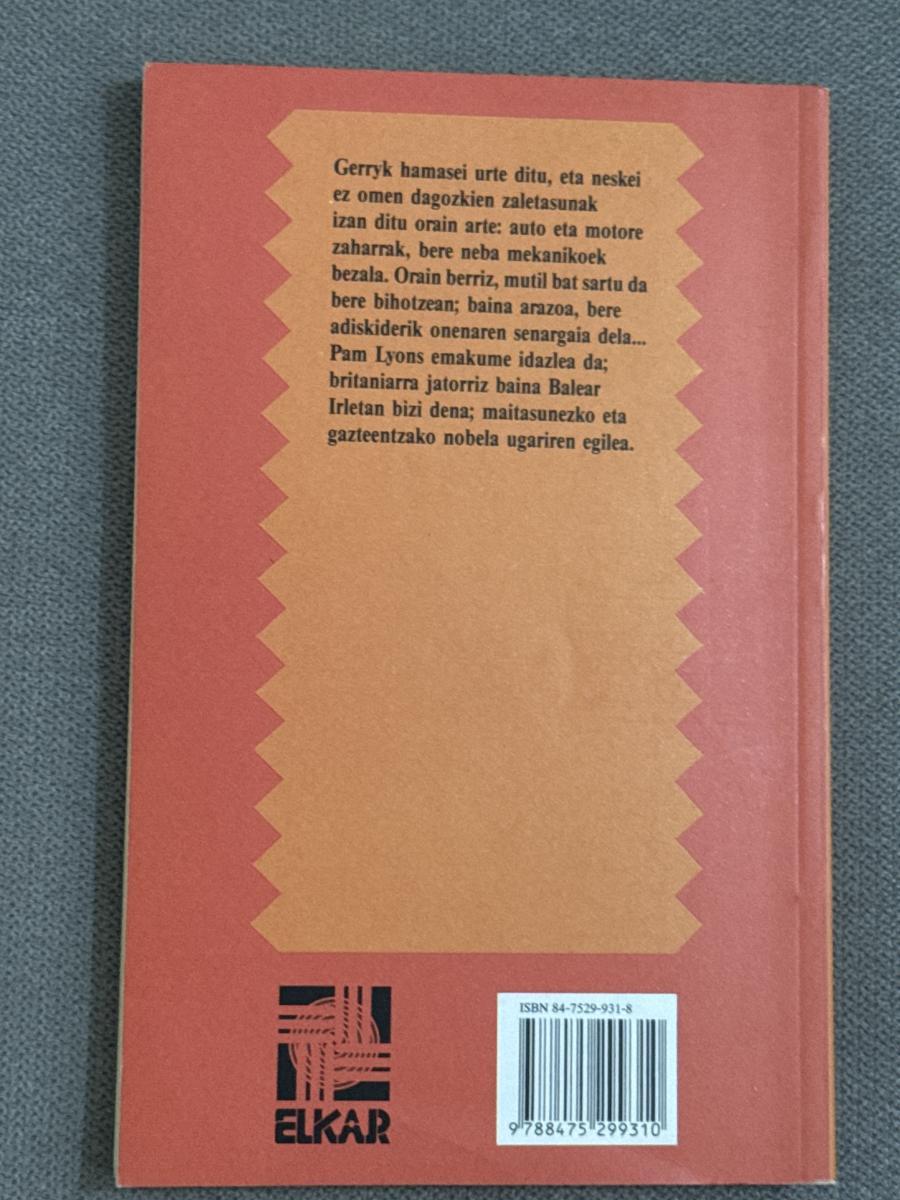 Gerryk hamasei urte ditu, eta neskei
ez omen dagozkien zaletasunak
izan ditu orain arte: auto eta motore
zaharrak, bere neba mekanikoek
bezala. Orain berriz, mutil bat sartu da
bere bihotzean; baina arazoa, bere
adiskiderik onenaren senargaia dela...
Pam Lyons emakume idazlea da;
britaniarra jatorriz baina Balear
Irletan bizi dena; maitasunezko eta
gazteentzako nobela ugariren egilea.
ELKAR
ISBN 84-7529-931-8
9 788475 299310